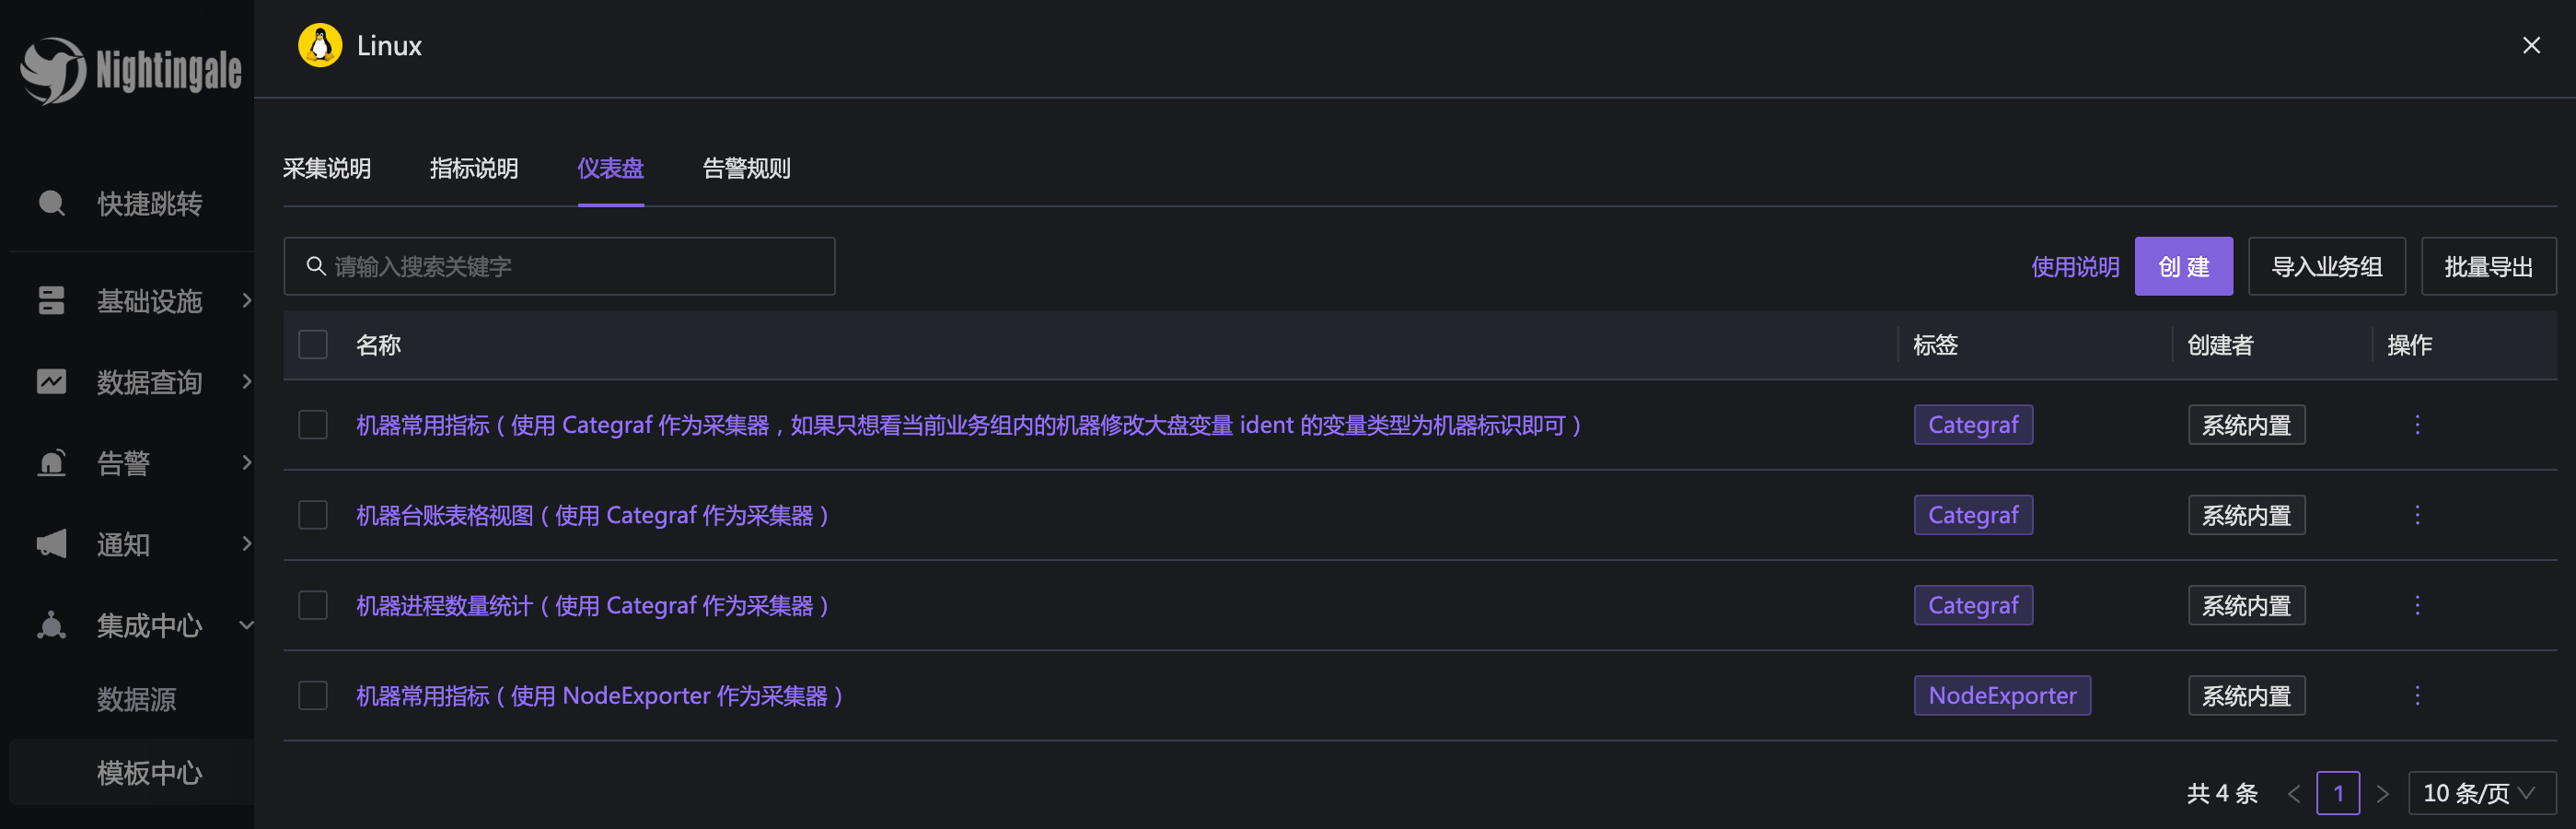 Nightingale
快捷跳转
基础设施
数据查询
告警
通知
集成中心
数据源
模板中心
Linux
采集说明 指标说明 仪表盘 告警规则
请输入搜索关键字 使用说明 创 建 导入业务组 批量导出
名称 标签 创建者 操作
机器常用指标（使用 Categraf 作为采集器，如果只想看当前业务组内的机器修改大盘变量 ident 的变量类型为机器标识即可） Categraf 系统内置
机器台账表格视图（使用 Categraf 作为采集器） Categraf 系统内置
机器进程数量统计（使用 Categraf 作为采集器） Categraf 系统内置
机器常用指标（使用 NodeExporter 作为采集器） NodeExporter 系统内置
共 4 条 1 10 条/页